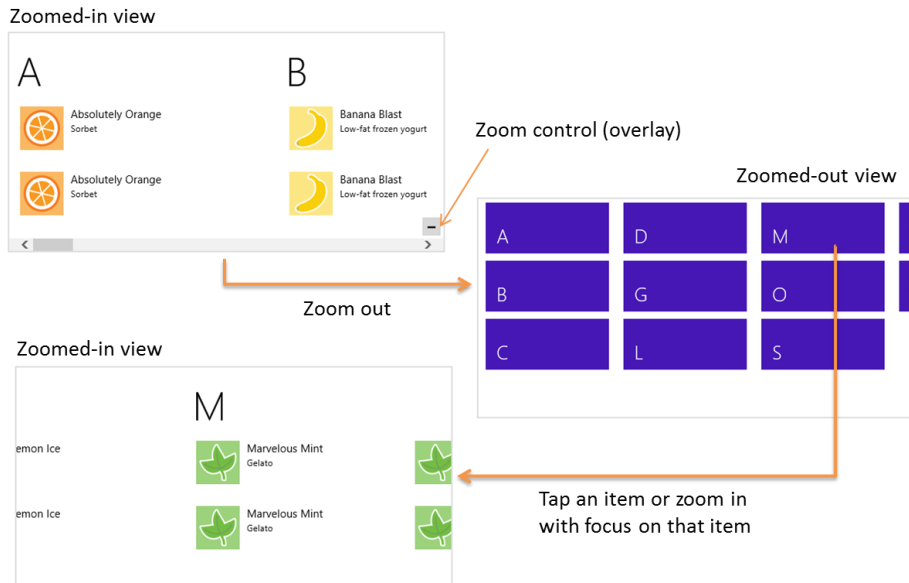 Zoomed-in view
A
B
Absolutely Orange
Sorbet
Banana Blast
Low-fat frozen yogurt
Absolutely Orange
Sorbet
Banana Blast
Low-fat frozen yogurt
Zoom control (overlay)
Zoomed-out view
A
D
M
B
G
O
C
L
S
Zoom out
Zoomed-in view
M
emon Ice
Marvelous Mint
Gelato
emon Ice
Marvelous Mint
Gelato
Tap an item or zoom in
with focus on that item